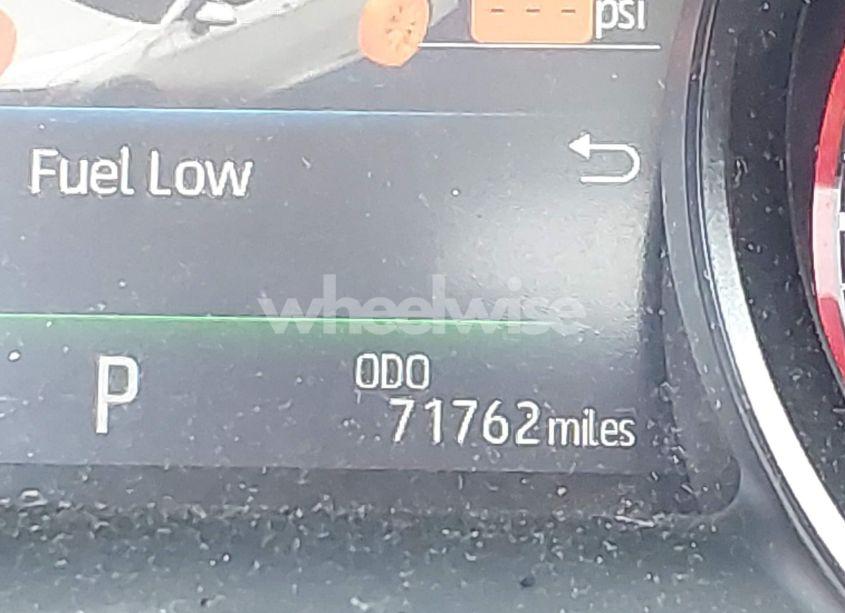 --- psi
Fuel Low
wheelwise
P
ODO
71762 miles